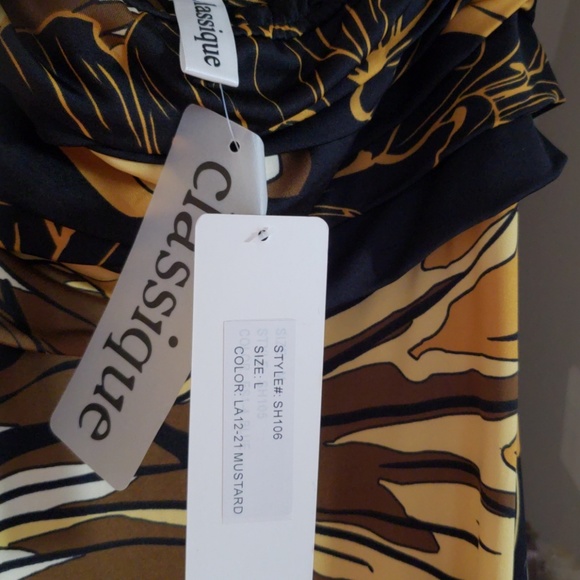 classique
classique
STYLE#: SH106
SIZE: L
COLOR: LA12-21 MUSTARD